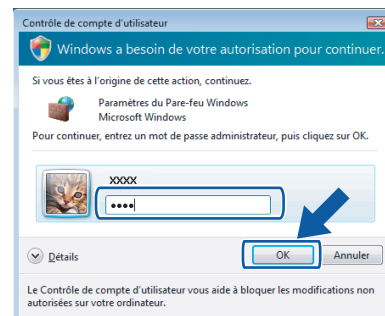 Contrôle de compte d'utilisateur
Windows a besoin de votre autorisation pour continuer.
Si vous êtes à l'origine de cette action, continuez.
Paramètres du Pare-feu Windows
Microsoft Windows
Pour continuer, entrez un mot de passe administrateur, puis cliquez sur OK.
XXXX
••••
Détails
OK
Annuler
Le Contrôle de compte d'utilisateur vous aide à bloquer les modifications non
autorisées sur votre ordinateur.